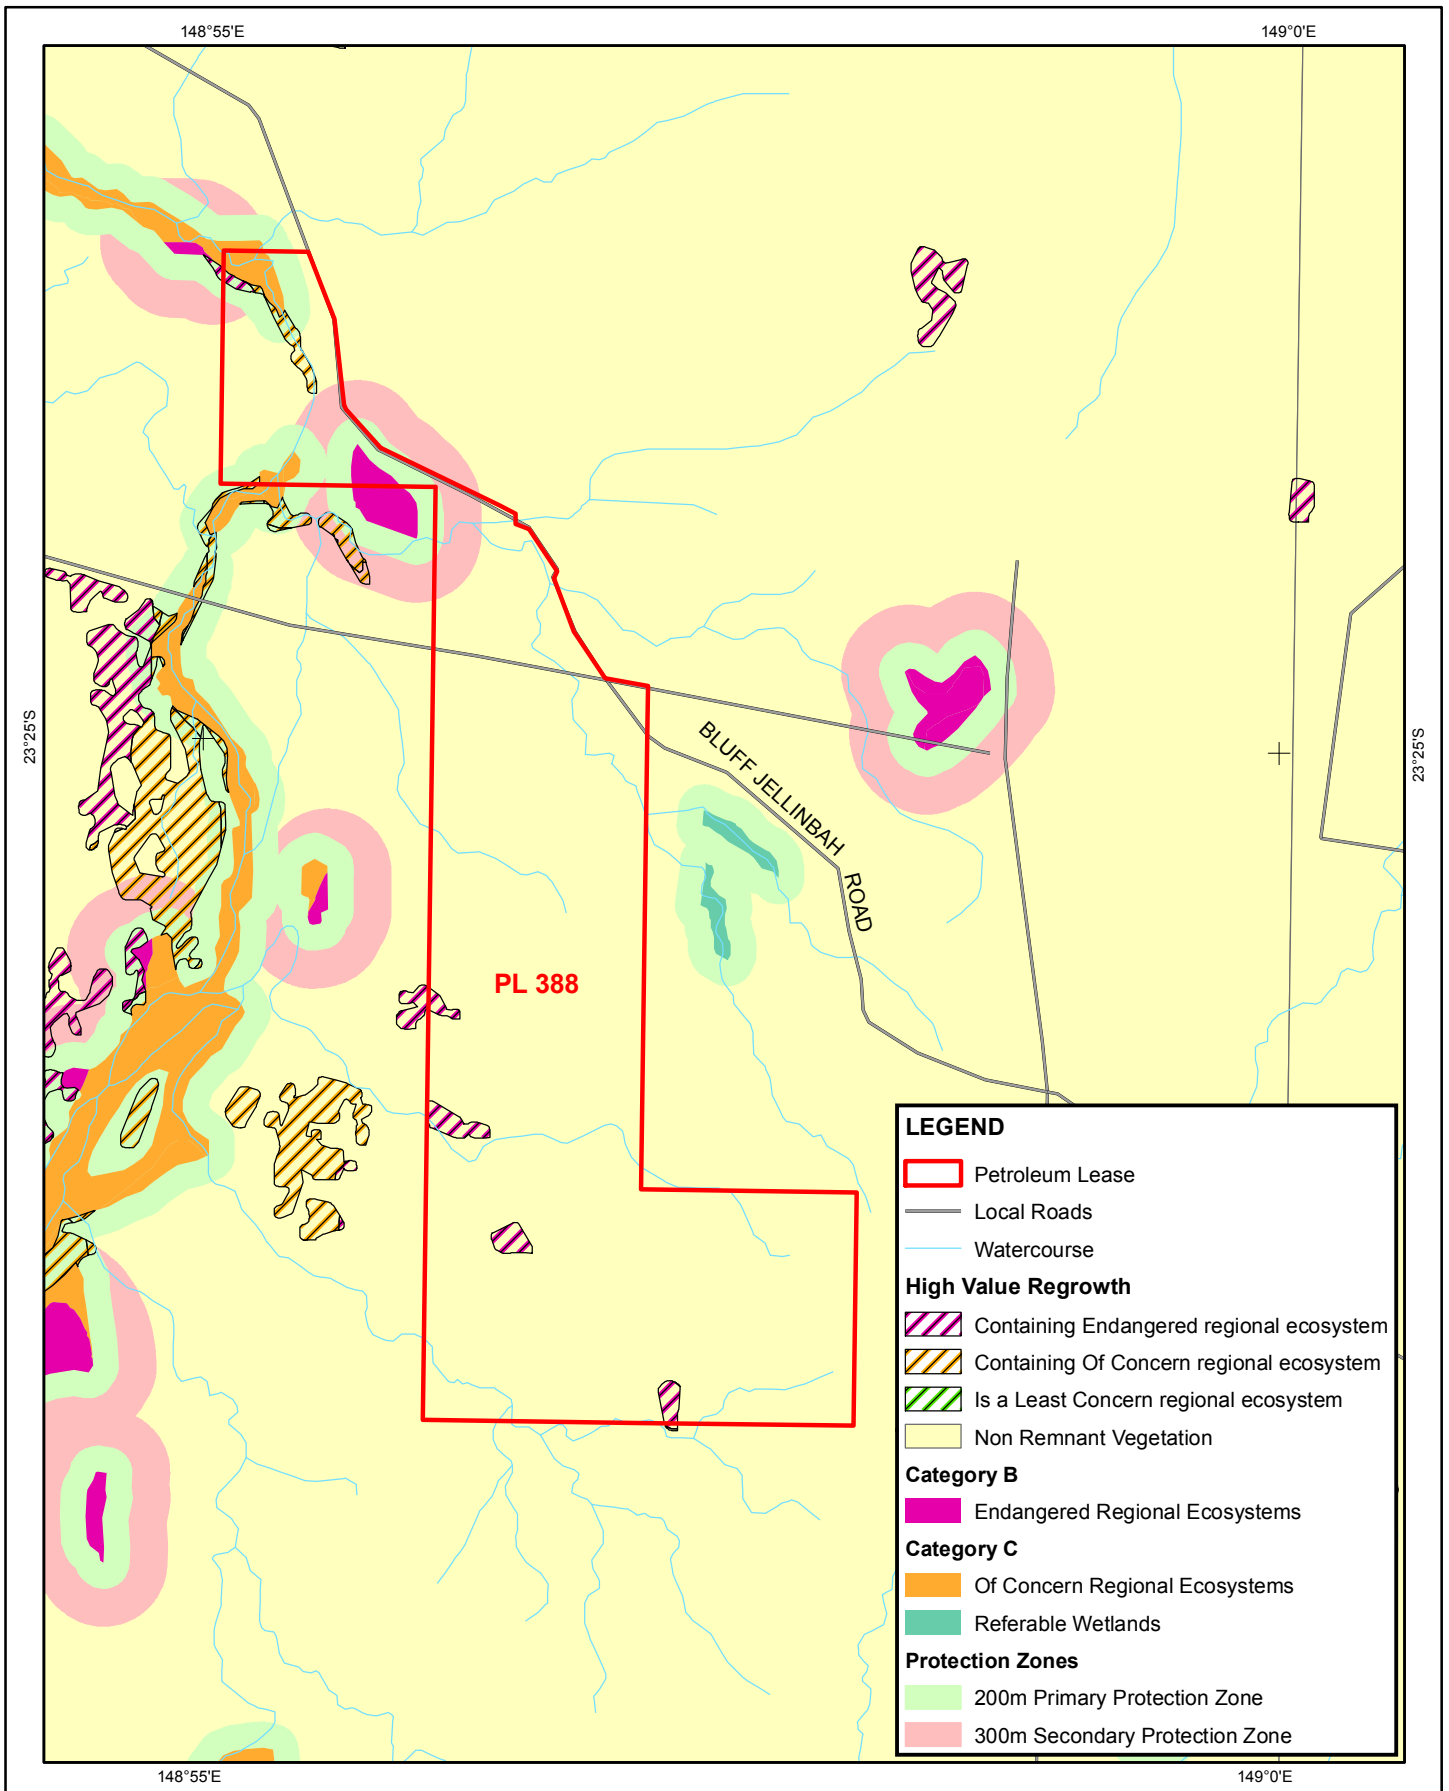 148°55'E
149°0'E
23°25'S
23°25'S
BLUFF JELLINBAH
ROAD
PL 388
LEGEND
Petroleum Lease
Local Roads
Watercourse
High Value Regrowth
Containing Endangered regional ecosystem
Containing Of Concern regional ecosystem
Is a Least Concern regional ecosystem
Non Remnant Vegetation
Category B
Endangered Regional Ecosystems
Category C
Of Concern Regional Ecosystems
Referable Wetlands
Protection Zones
200m Primary Protection Zone
300m Secondary Protection Zone
148°55'E
149°0'E